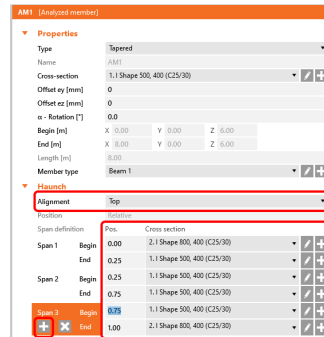 AM1 [Analyzed member]
Properties
Type Tapered
Name AM1
Cross-section 1. I Shape 500, 400 (C25/30)
Offset ey [mm] 0
Offset ez [mm] 0
α - Rotation [°] 0.0
Begin [m] X 0.00 Y 0.00 Z 6.00
End [m] X 8.00 Y 0.00 Z 6.00
Length [m] 8.00
Member type Beam 1
Haunch
Alignment Top
Position Relative
Span definition Pos. Cross section
Span 1 Begin 0.00 2. I Shape 800, 400 (C25/30)
End 0.25 1. I Shape 500, 400 (C25/30)
Span 2 Begin 0.25 1. I Shape 500, 400 (C25/30)
End 0.75 1. I Shape 500, 400 (C25/30)
Span 3 Begin 0.75 1. I Shape 500, 400 (C25/30)
End 1.00 2. I Shape 800, 400 (C25/30)